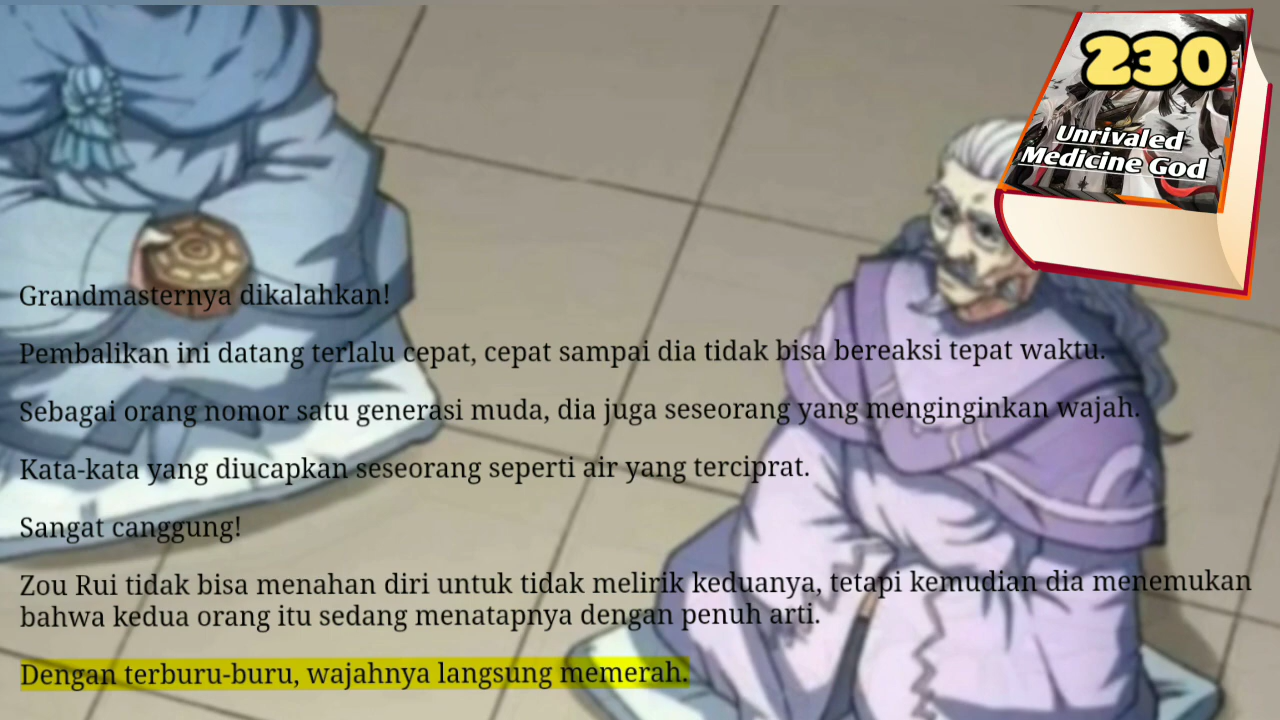 230
Unrivaled
Medicine God
Grandmasternya dikalahkan!
Pembalikan ini datang terlalu cepat, cepat sampai dia tidak bisa bereaksi tepat waktu.
Sebagai orang nomor satu generasi muda, dia juga seseorang yang menginginkan wajah.
Kata-kata yang diucapkan seseorang seperti air yang terciprat.
Sangat canggung!
Zou Rui tidak bisa menahan diri untuk tidak melirik keduanya, tetapi kemudian dia menemukan
bahwa kedua orang itu sedang menatapnya dengan penuh arti.
Dengan terburu-buru, wajahnya langsung memerah.